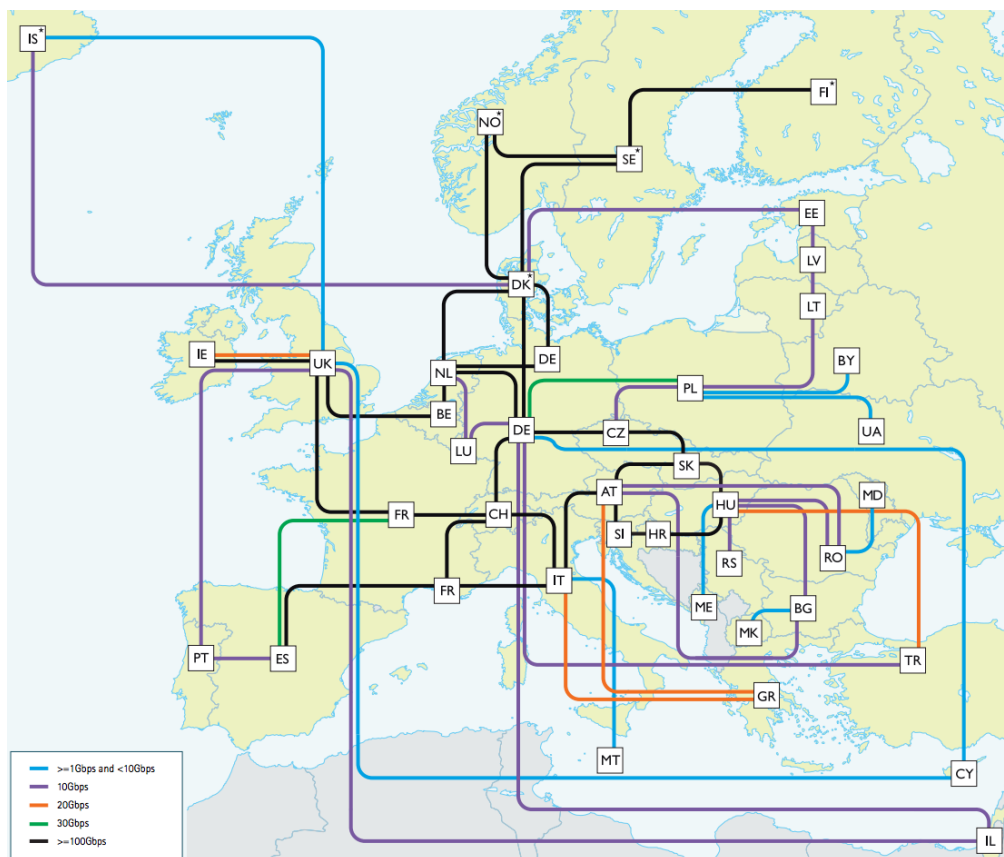 IS*
FI*
NO*
SE*
EE
LV
DK*
LT
IE
UK
NL
DE
BY
PL
BE
UA
LU
DE
CZ
SK
AT
MD
HU
FR
CH
SI
HR
RO
RS
IT
FR
ME
BG
MK
PT
ES
TR
GR
MT
CY
IL
>=1Gbps and <10Gbps
10Gbps
20Gbps
30Gbps
>=100Gbps